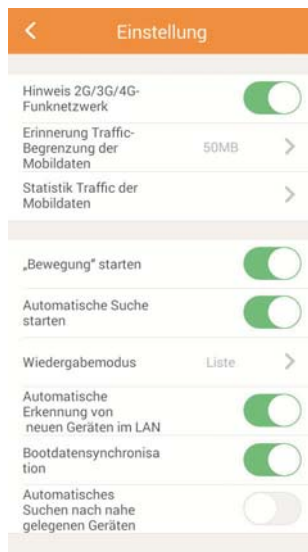 Einstellung
Hinweis 2G/3G/4G-
Funknetzwerk
Erinnerung Traffic-
Begrenzung der
Mobildaten
50MB
Statistik Traffic der
Mobildaten
„Bewegung" starten
Automatische Suche
starten
Wiedergabemodus
Liste
Automatische
Erkennung von
neuen Geräten im LAN
Bootdatensynchronisa
tion
Automatisches
Suchen nach nahe
gelegenen Geräten